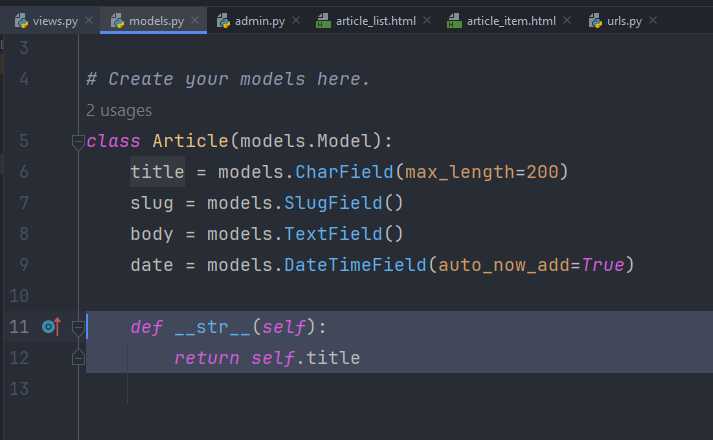 views.py models.py admin.py article_list.html article_item.html urls.py
3
4 # Create your models here.
2 usages
5 class Article(models.Model):
6 title = models.CharField(max_length=200)
7 slug = models.SlugField()
8 body = models.TextField()
9 date = models.DateTimeField(auto_now_add=True)
10
11 def __str__(self):
12 return self.title
13